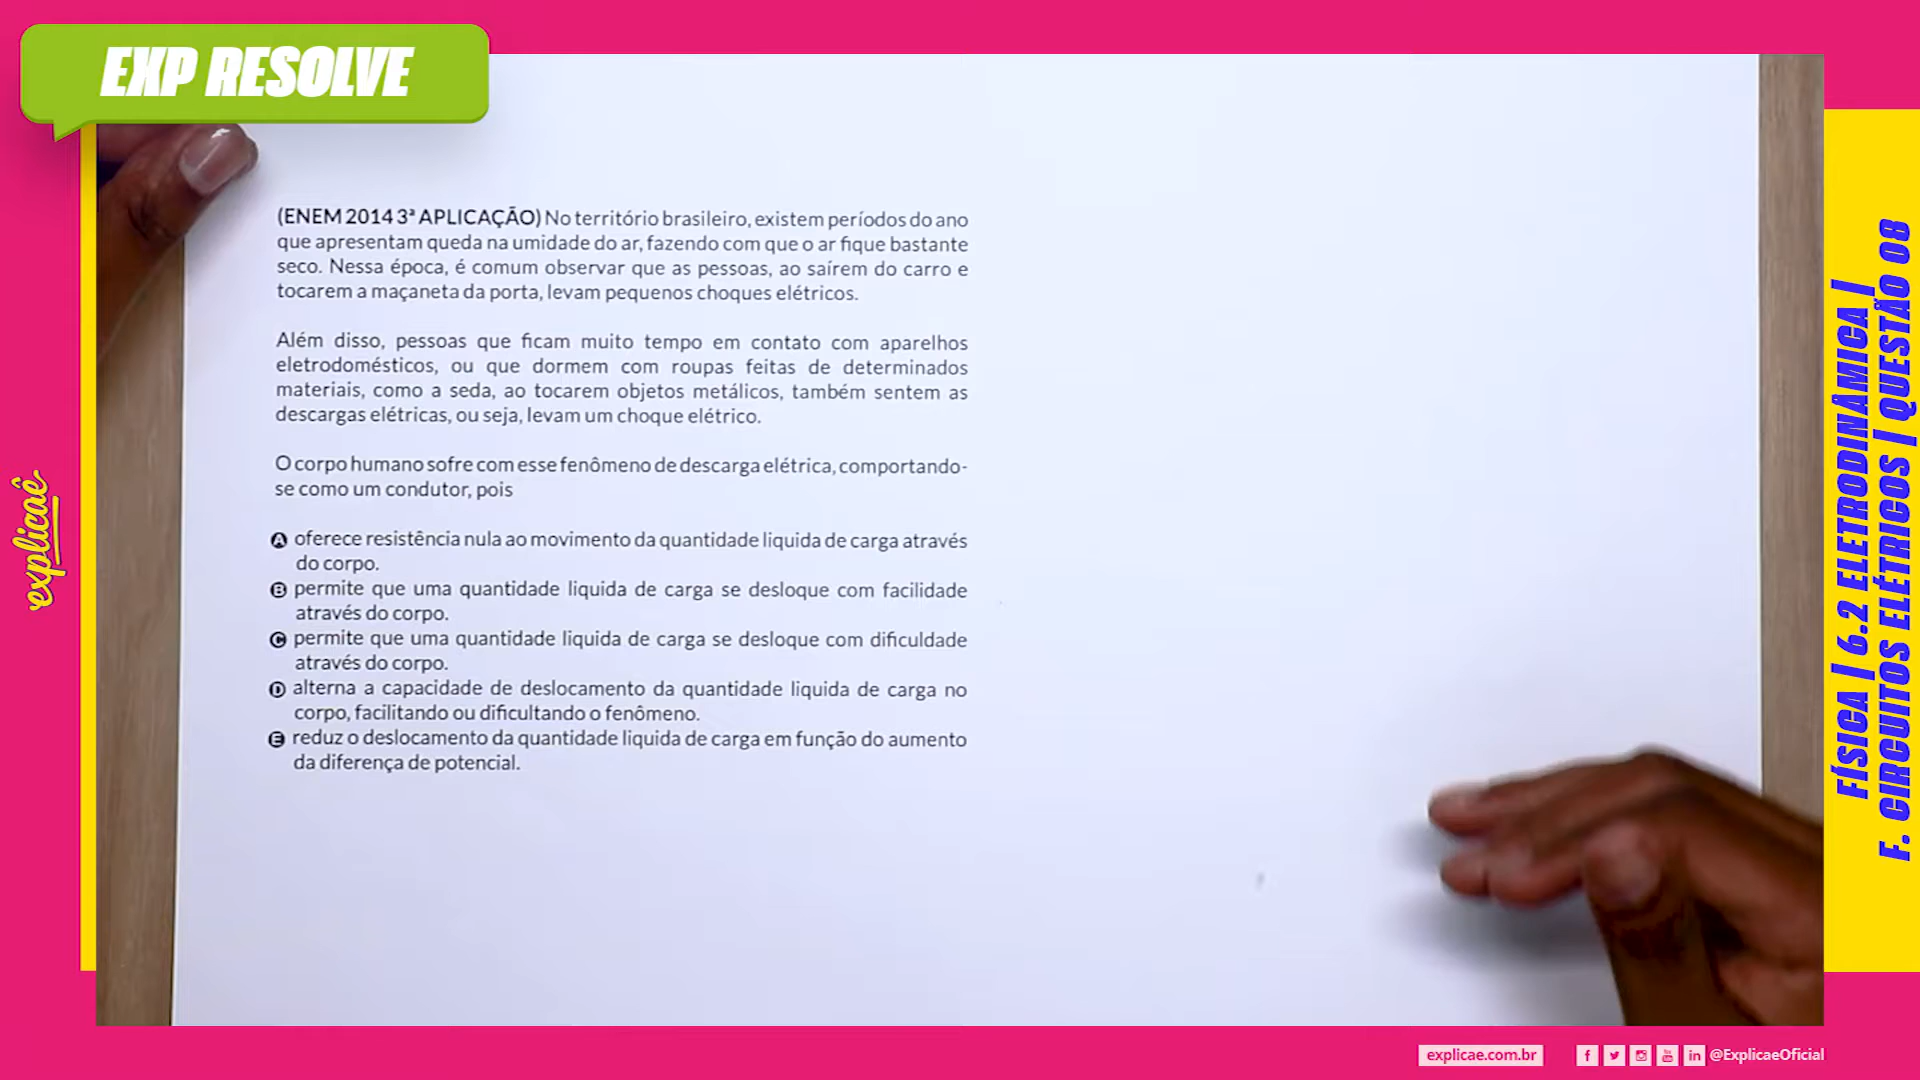 EXP RESOLVE
(ENEM 2014 3ª APLICAÇÃO) No território brasileiro, existem períodos do ano
que apresentam queda na umidade do ar, fazendo com que o ar fique bastante
seco. Nessa época, é comum observar que as pessoas, ao saírem do carro e
tocarem a maçaneta da porta, levam pequenos choques elétricos.
Além disso, pessoas que ficam muito tempo em contato com aparelhos
eletrodomésticos, ou que dormem com roupas feitas de determinados
materiais, como a seda, ao tocarem objetos metálicos, também sentem as
descargas elétricas, ou seja, levam um choque elétrico.
O corpo humano sofre com esse fenômeno de descarga elétrica, comportando-
se como um condutor, pois
A oferece resistência nula ao movimento da quantidade liquida de carga através
do corpo.
B permite que uma quantidade liquida de carga se desloque com facilidade
através do corpo.
C permite que uma quantidade liquida de carga se desloque com dificuldade
através do corpo.
D alterna a capacidade de deslocamento da quantidade liquida de carga no
corpo, facilitando ou dificultando o fenômeno.
E reduz o deslocamento da quantidade liquida de carga em função do aumento
da diferença de potencial.
explicaê
FÍSICA | 6.2 ELETRODINÂMICA |
F. CIRCUITOS ELÉTRICOS | QUESTÃO 08
explicae.com.br
@ExplicaeOficial